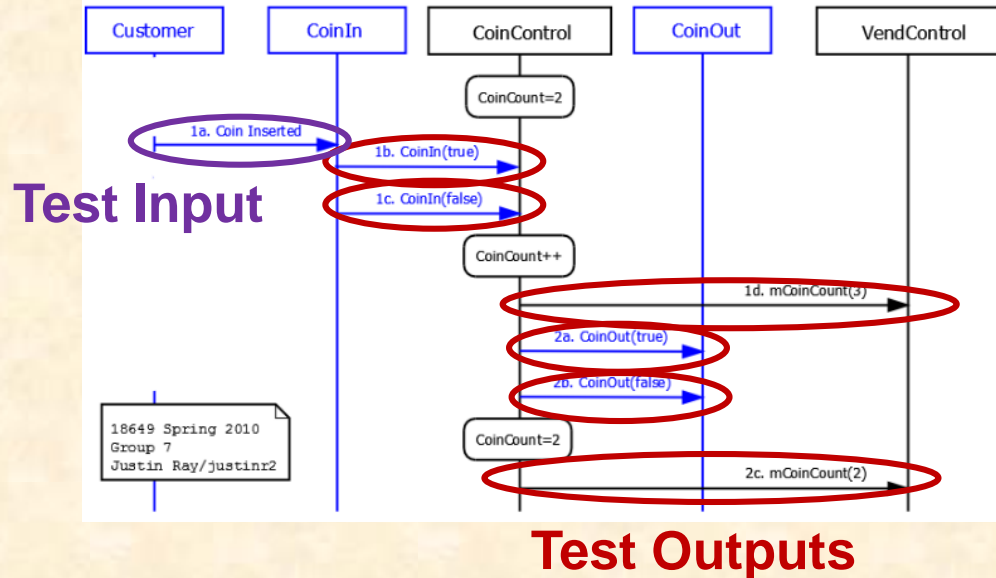 Customer
CoinIn
CoinControl
CoinOut
VendControl
CoinCount=2
1a. Coin Inserted
1b. CoinIn(true)
Test Input
1c. CoinIn(false)
CoinCount++
1d. mCoinCount(3)
2a. CoinOut(true)
2b. CoinOut(false)
18649 Spring 2010
Group 7
Justin Ray/justinr2
CoinCount=2
2c. mCoinCount(2)
Test Outputs